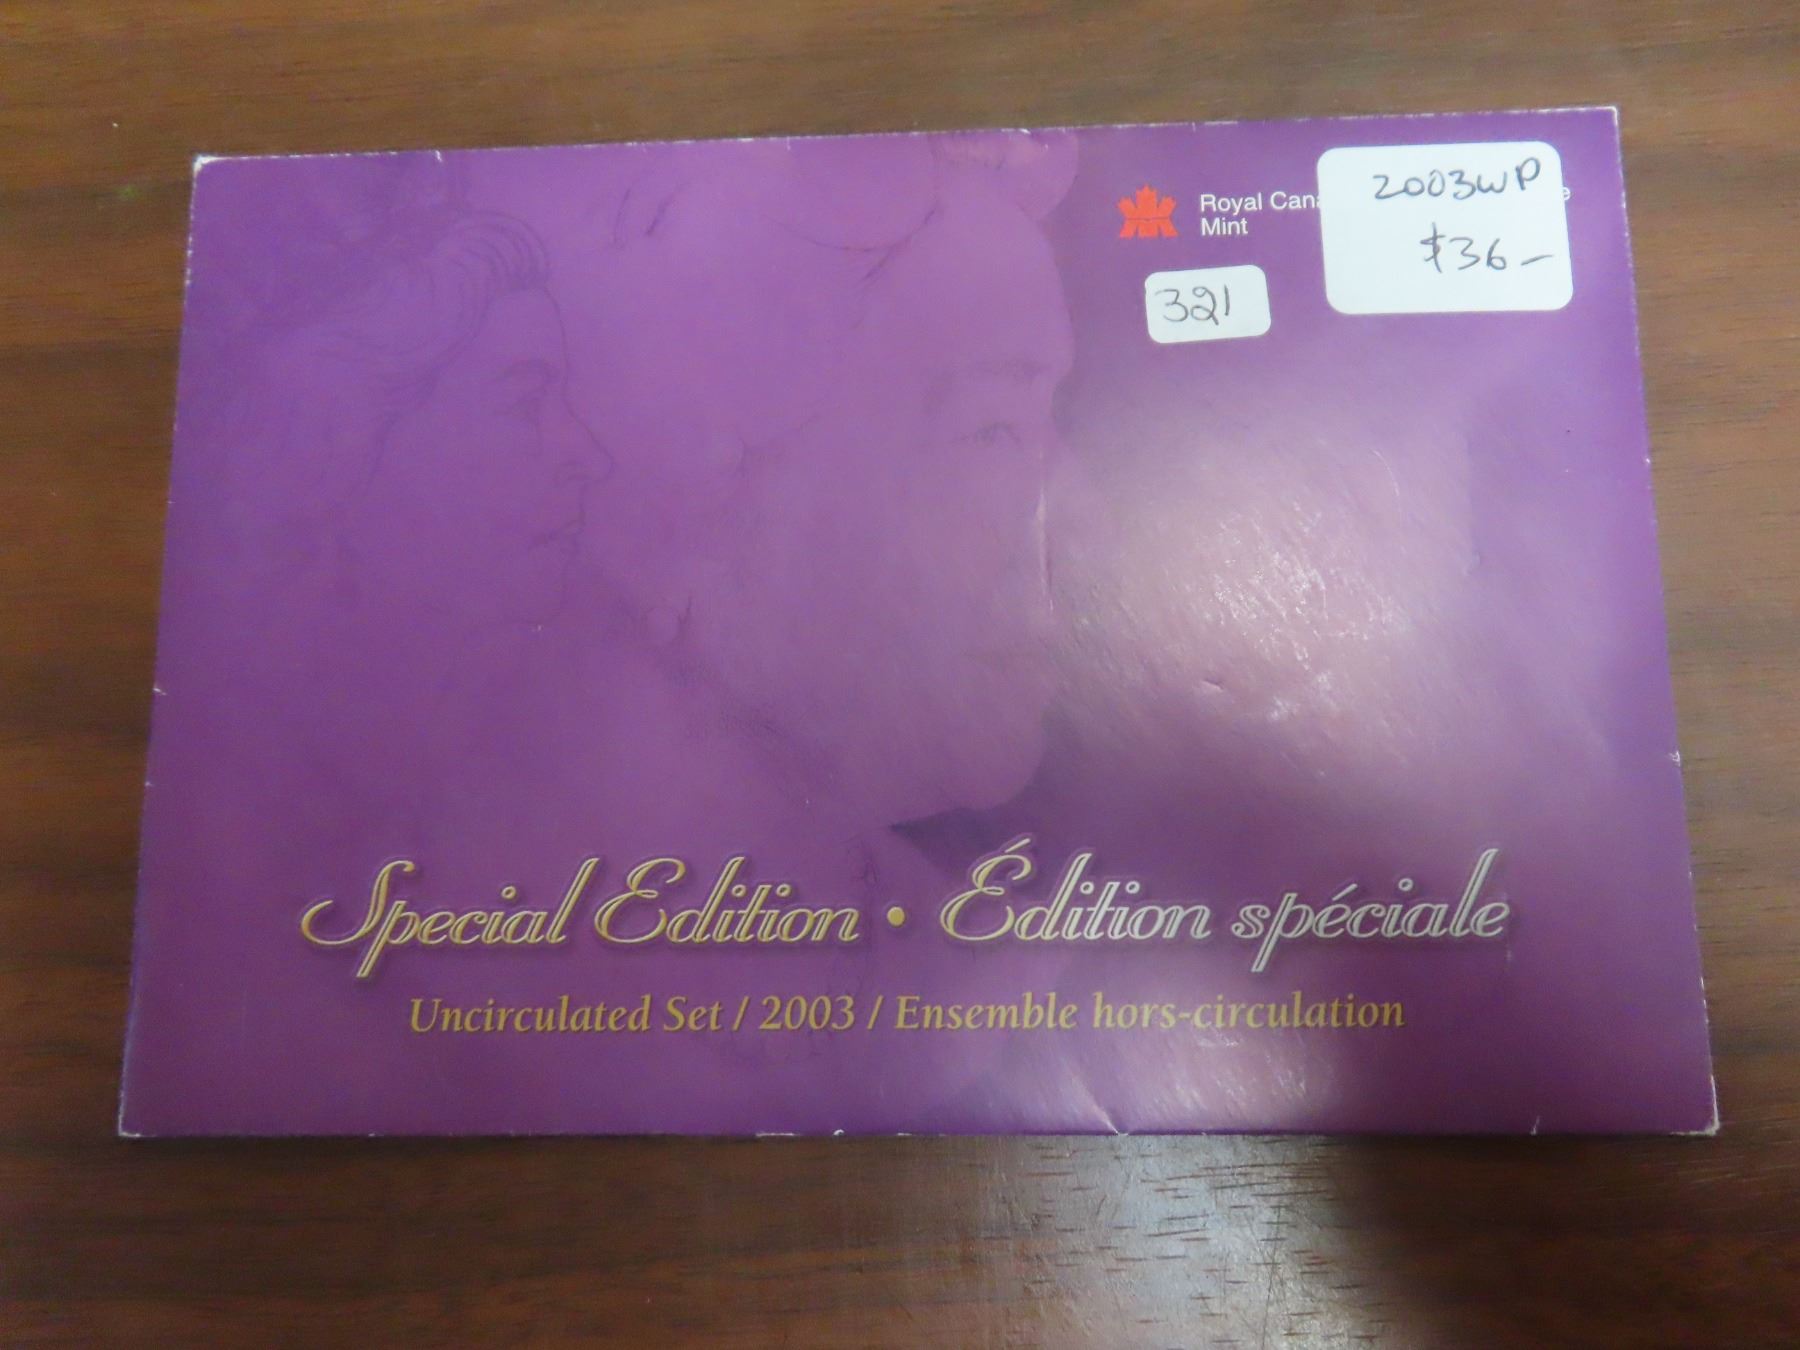 Royal Cana
Mint
2003WP
$36-
321
Special Edition • Édition spéciale
Uncirculated Set / 2003 / Ensemble hors-circulation